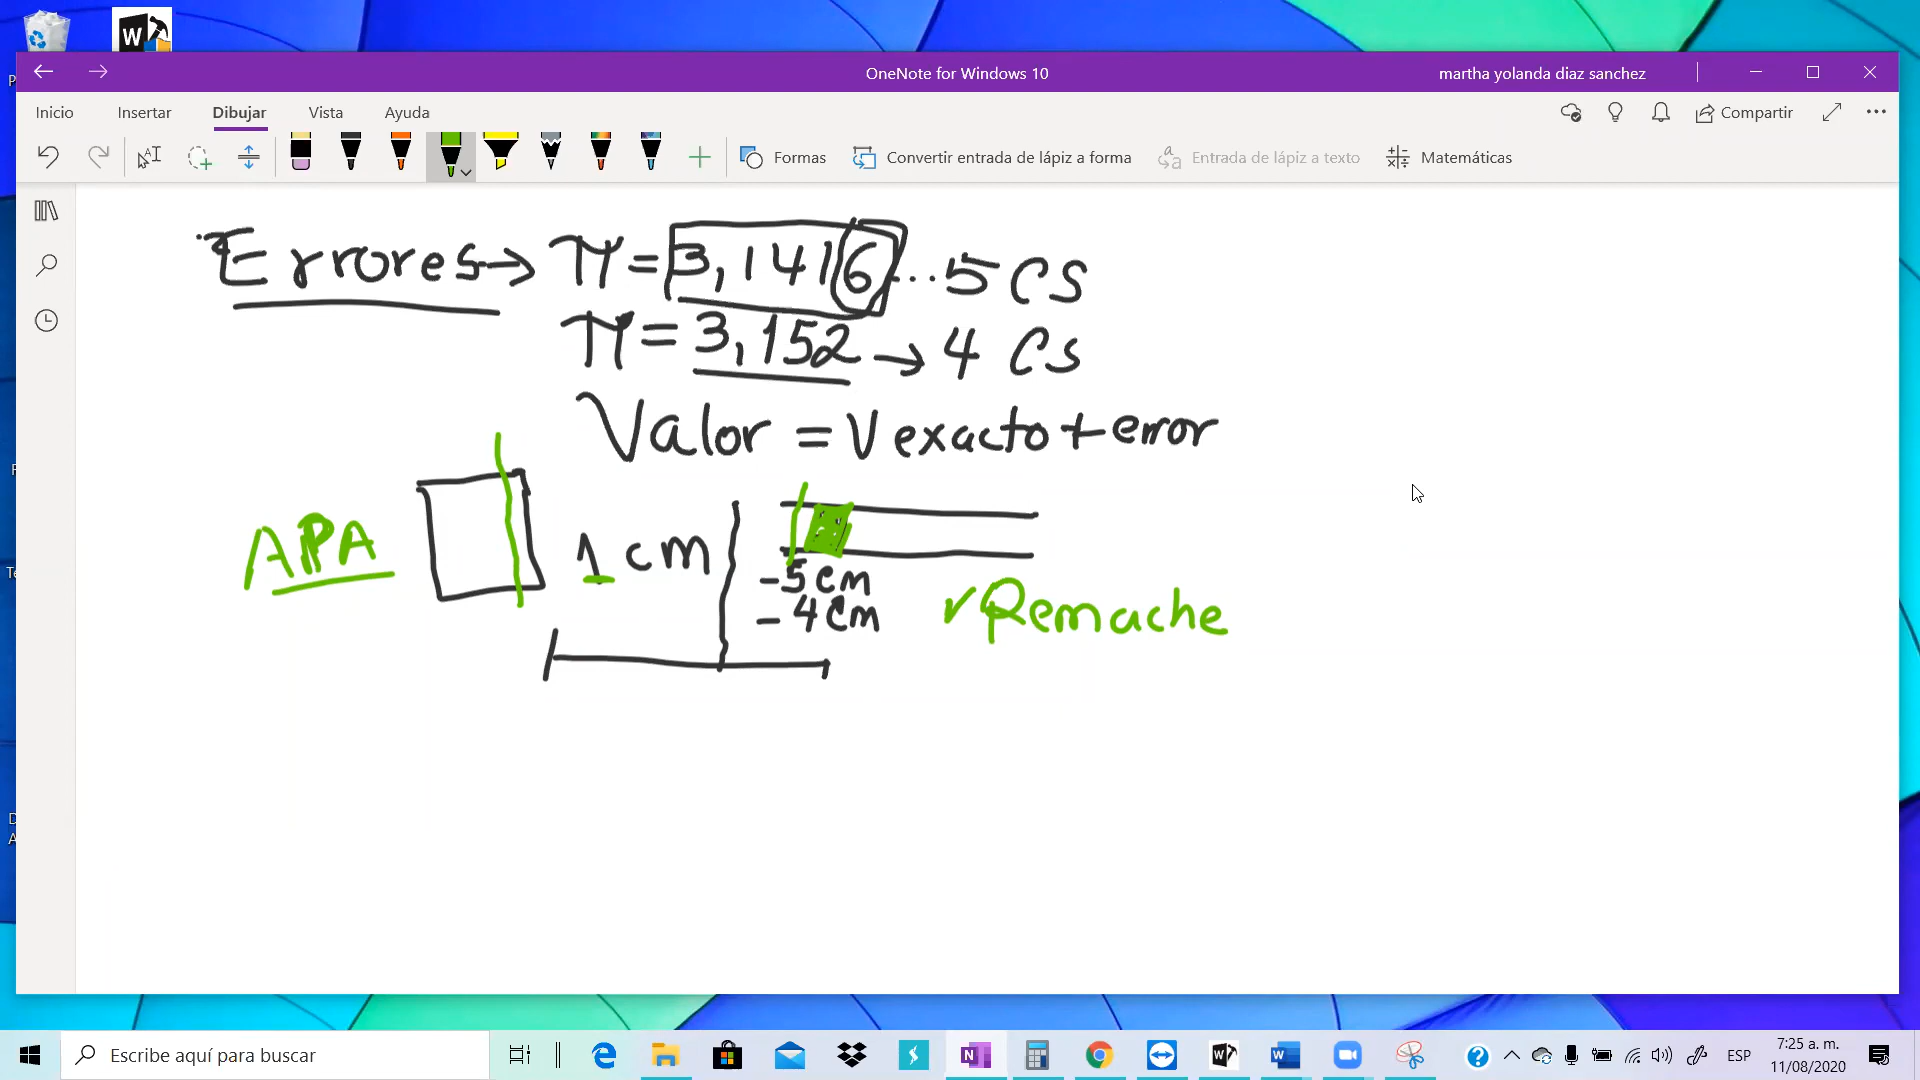 OneNote for Windows 10
martha yolanda diaz sanchez
Inicio Insertar Dibujar Vista Ayuda
Compartir
Formas Convertir entrada de lápiz a forma Entrada de lápiz a texto Matemáticas
Errores → π = 3,1416... 5 CS
π = 3,152 → 4 CS
Valor = V exacto + error
APA
1 cm
- 5 cm
- 4 cm
✓ Remache
Escribe aquí para buscar
ESP
7:25 a. m.
11/08/2020